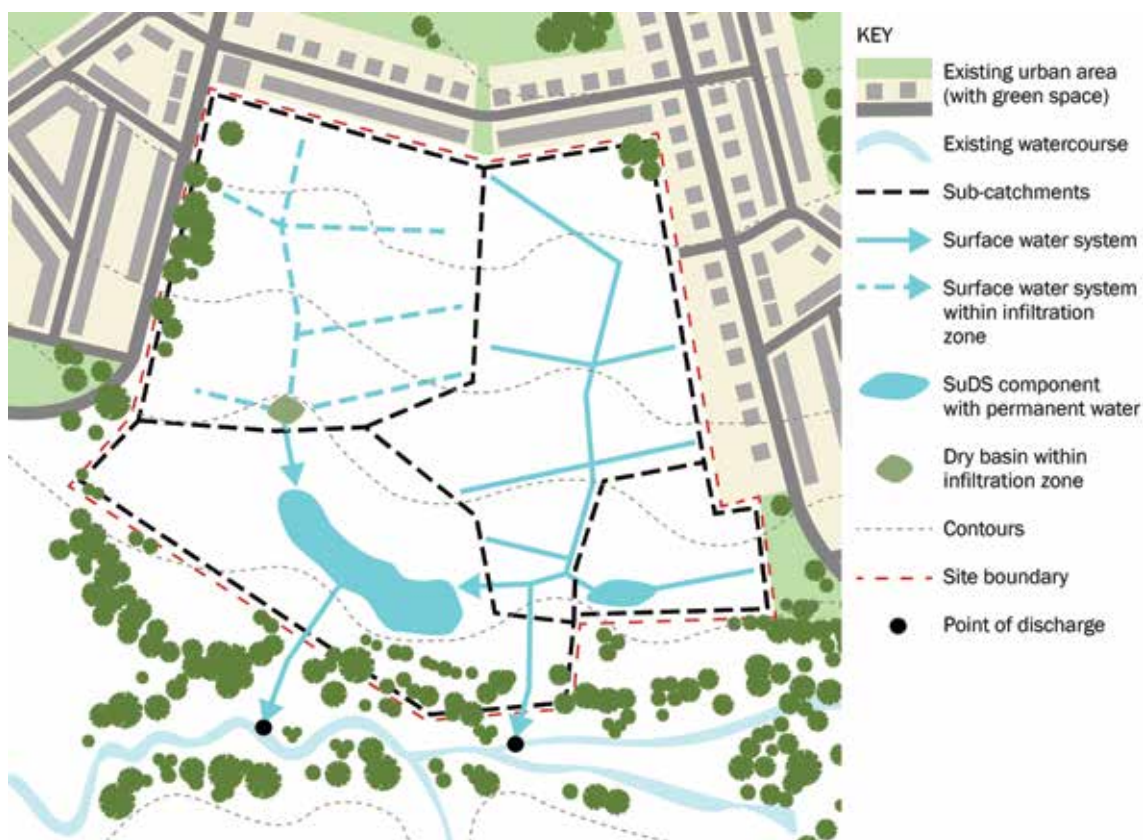 KEY
Existing urban area
(with green space)
Existing watercourse
Sub-catchments
Surface water system
Surface water system
within infiltration
zone
SuDS component
with permanent water
Dry basin within
infiltration zone
Contours
Site boundary
Point of discharge